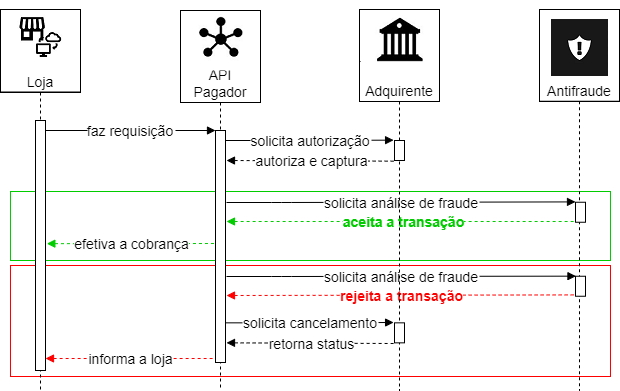 Loja
API
Pagador
Adquirente
Antifraude
faz requisição
solicita autorização
autoriza e captura
solicita análise de fraude
aceita a transação
efetiva a cobrança
solicita análise de fraude
rejeita a transação
solicita cancelamento
retorna status
informa a loja